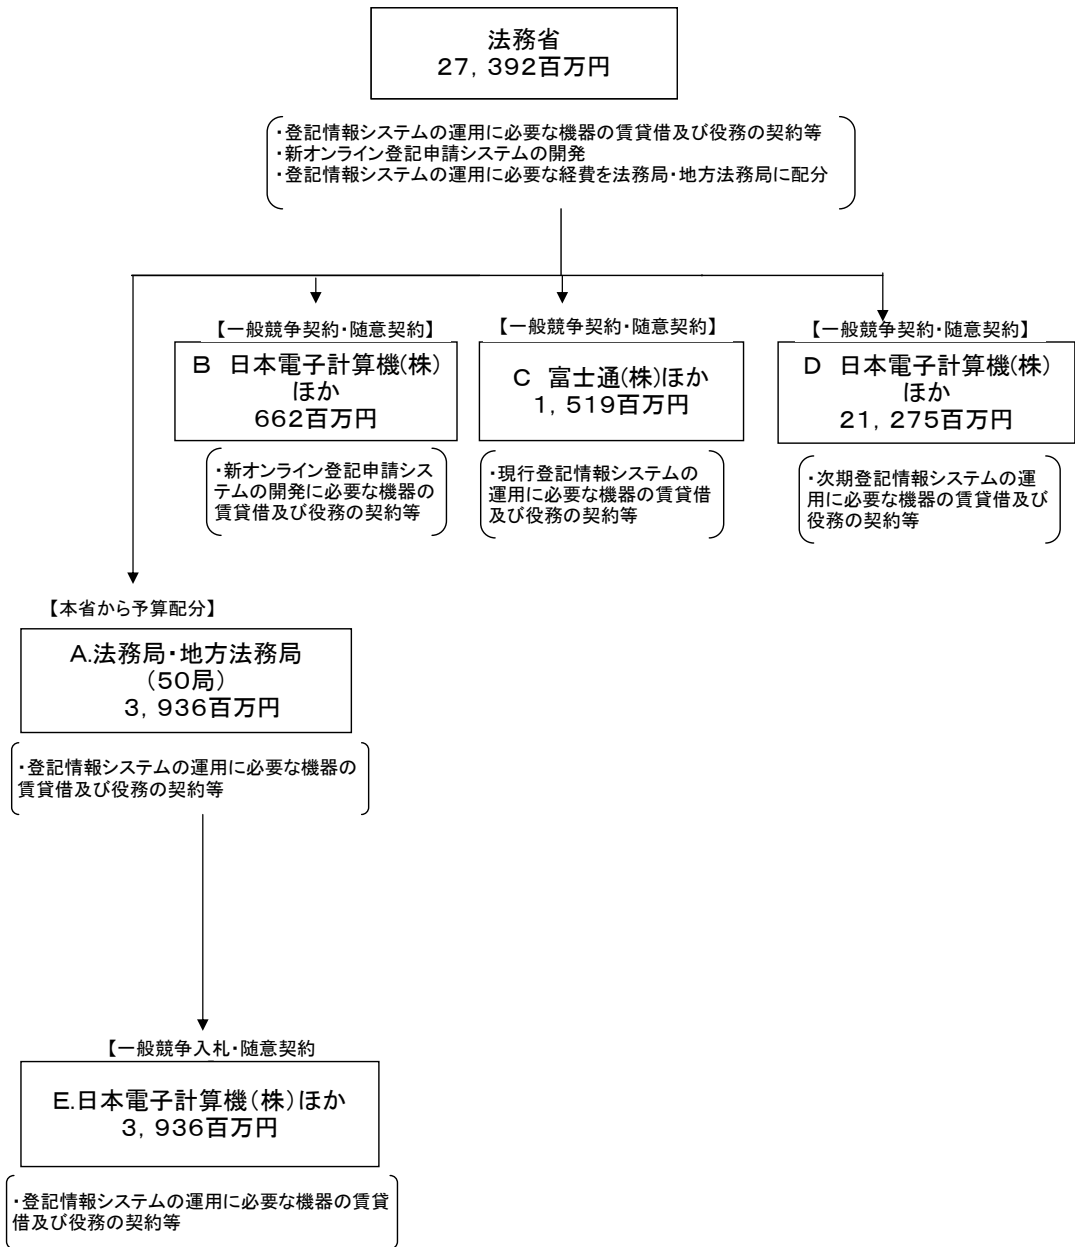 法務省
27，392百万円
・登記情報システムの運用に必要な機器の賃貸借及び役務の契約等
・新オンライン登記申請システムの開発
・登記情報システムの運用に必要な経費を法務局・地方法務局に配分
【一般競争契約・随意契約】
B　日本電子計算機(株)
ほか
662百万円
・新オンライン登記申請シス
テムの開発に必要な機器の
賃貸借及び役務の契約等
【一般競争契約・随意契約】
C　富士通(株)ほか
1，519百万円
・現行登記情報システムの
運用に必要な機器の賃貸借
及び役務の契約等
【一般競争契約・随意契約】
D　日本電子計算機(株)
ほか
21，275百万円
・次期登記情報システムの運
用に必要な機器の賃貸借及び
役務の契約等
【本省から予算配分】
A.法務局・地方法務局
（50局）
3，936百万円
・登記情報システムの運用に必要な機器の
賃貸借及び役務の契約等
【一般競争入札・随意契約
E.日本電子計算機（株）ほか
3，936百万円
・登記情報システムの運用に必要な機器の賃貸
借及び役務の契約等